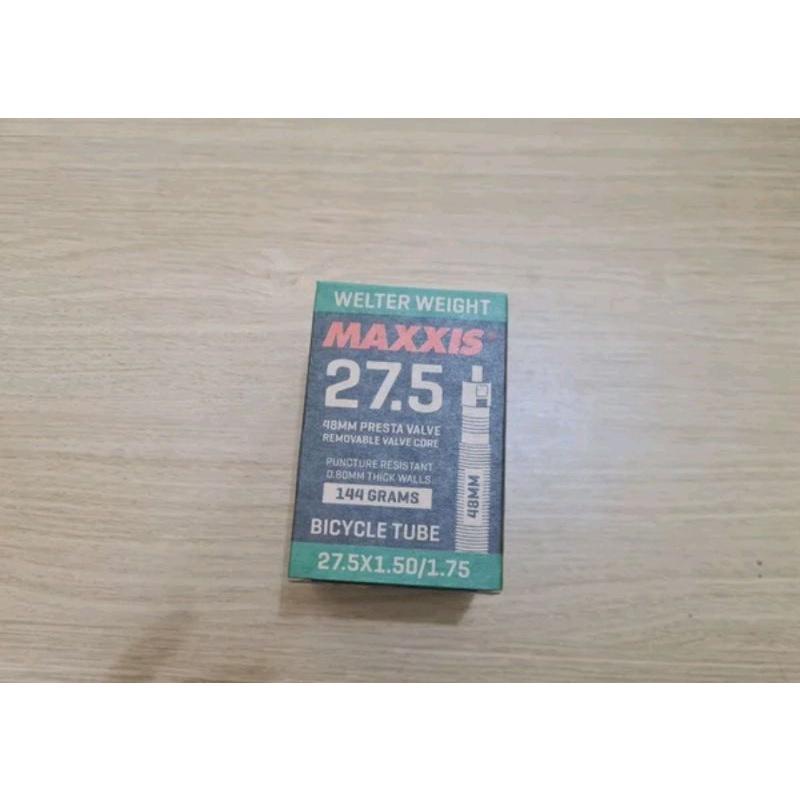 WELTER WEIGHT
MAXXIS
27.5
48MM PRESTA VALVE
REMOVABLE VALVE CORE
PUNCTURE RESISTANT
0.80MM THICK WALLS
144 GRAMS
48MM
BICYCLE TUBE
27.5X1.50/1.75